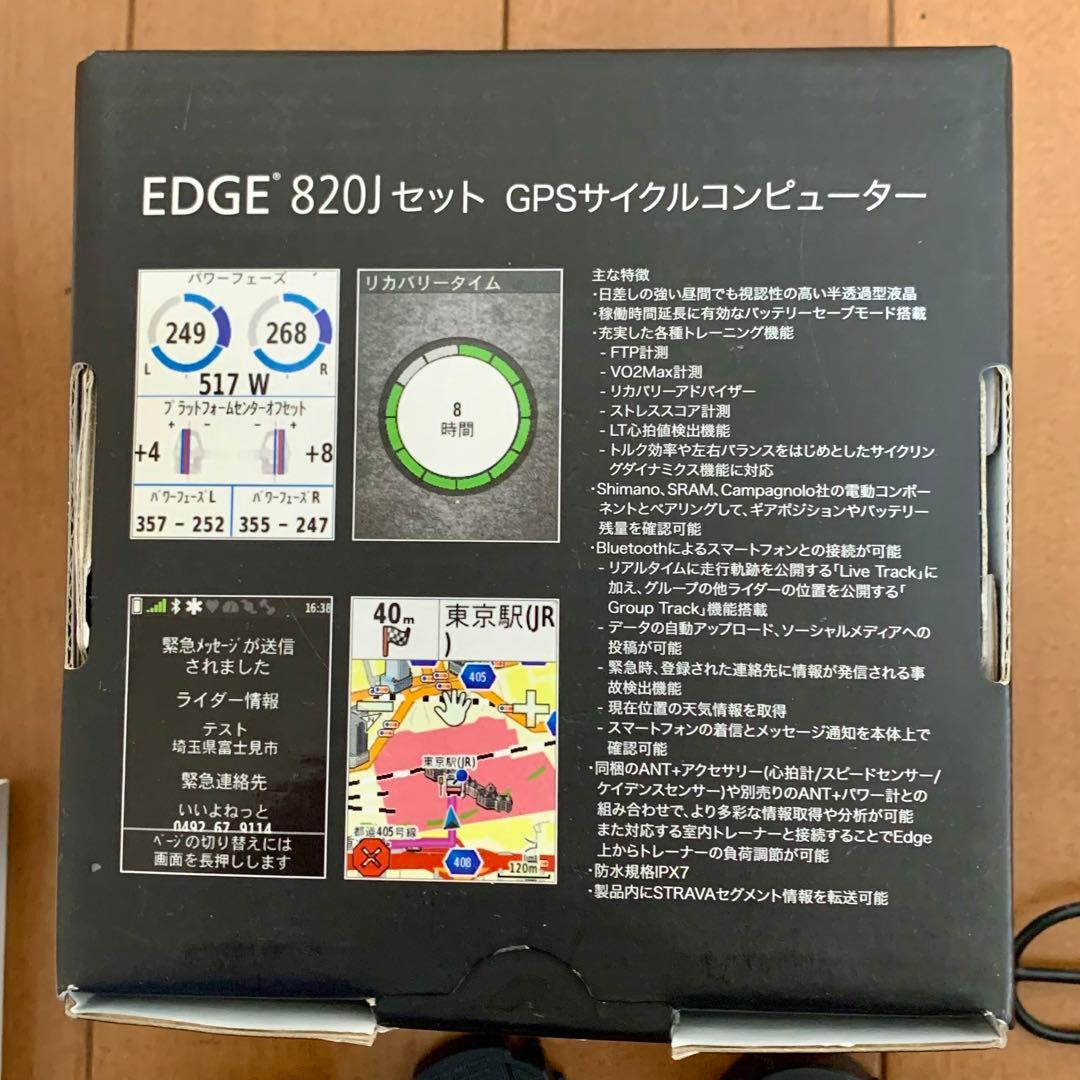 EDGE® 820J セット GPSサイクルコンピューター
パワーフェーズ
249
268
L
R
517 W
プラットフォームセンターオフセット
+ -
- +
+4
+8
パワーフェーズL
パワーフェーズR
357 - 252
355 - 247
リカバリータイム
8
時間
16:38
緊急メッセージが送信
されました
ライダー情報
テスト
埼玉県富士見市
緊急連絡先
いいよねっと
0492 67 9114
ページの切り替えには
画面を長押しします
40m
東京駅(JR
)
405
東京駅(JR)
都道405号線
408
120m
主な特徴
・日差しの強い昼間でも視認性の高い半透過型液晶
・稼働時間延長に有効なバッテリーセーブモード搭載
・充実した各種トレーニング機能
- FTP計測
- VO2Max計測
- リカバリーアドバイザー
- ストレススコア計測
- LT心拍値検出機能
- トルク効率や左右バランスをはじめとしたサイクリン
グダイナミクス機能に対応
・Shimano、SRAM、Campagnolo社の電動コンポー
ネントとペアリングして、ギアポジションやバッテリー
残量を確認可能
・Bluetoothによるスマートフォンとの接続が可能
- リアルタイムに走行軌跡を公開する「Live Track」に
加え、グループの他ライダーの位置を公開する「
Group Track」機能搭載
- データの自動アップロード、ソーシャルメディアへの
投稿が可能
- 緊急時、登録された連絡先に情報が発信される事
故検出機能
- 現在位置の天気情報を取得
- スマートフォンの着信とメッセージ通知を本体上で
確認可能
・同梱のANT+アクセサリー(心拍計/スピードセンサー/
ケイデンスセンサー)や別売りのANT+パワー計との
組み合わせで、より多彩な情報取得や分析が可能
また対応する室内トレーナーと接続することでEdge
上からトレーナーの負荷調節が可能
・防水規格IPX7
・製品内にSTRAVAセグメント情報を転送可能